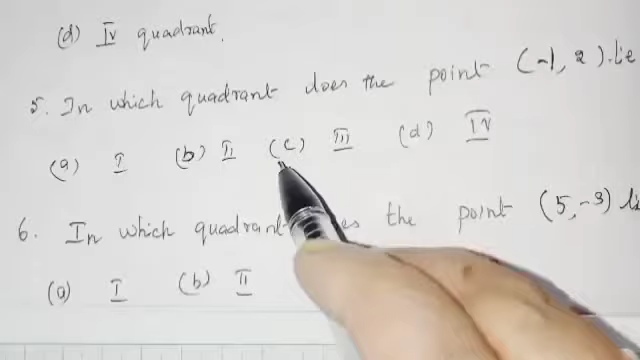 (d) IV quadrant.
5. In which quadrant does the point (-1, 2). lie
(a) I (b) II (c) III (d) IV
6. In which quadrant the point (5, -3)
(a) I (b) II